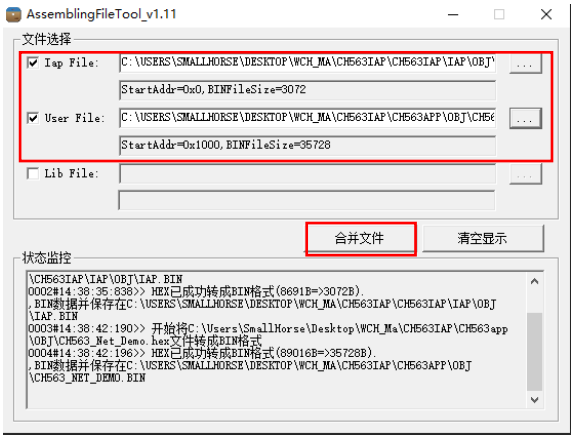 AssemblingFileTool_v1.11
文件选择
Iap File:
C:\USERS\SMALLHORSE\DESKTOP\WCH_MA\CH563IAP\CH563IAP\IAP\OBJ\
...
StartAddr=0x0,BINFileSize=3072
User File:
C:\USERS\SMALLHORSE\DESKTOP\WCH_MA\CH563IAP\CH563APP\OBJ\CH56
...
StartAddr=0x1000,BINFileSize=35728
Lib File:
...
合并文件
清空显示
状态监控
\CH563IAP\IAP\OBJ\IAP.BIN
0002#14:38:35:838>> HEX已成功转成BIN格式(8691B=>3072B).
,BIN数据并保存在C:\USERS\SMALLHORSE\DESKTOP\WCH_MA\CH563IAP\CH563IAP\IAP\OBJ
\IAP.BIN
0003#14:38:42:190>> 开始将C:\Users\SmallHorse\Desktop\WCH_Ma\CH563IAP\CH563app
\OBJ\CH563_Net_Demo.hex文件转成BIN格式
0004#14:38:42:196>> HEX已成功转成BIN格式(89016B=>35728B).
,BIN数据并保存在C:\USERS\SMALLHORSE\DESKTOP\WCH_MA\CH563IAP\CH563APP\OBJ
\CH563_NET_DEMO.BIN